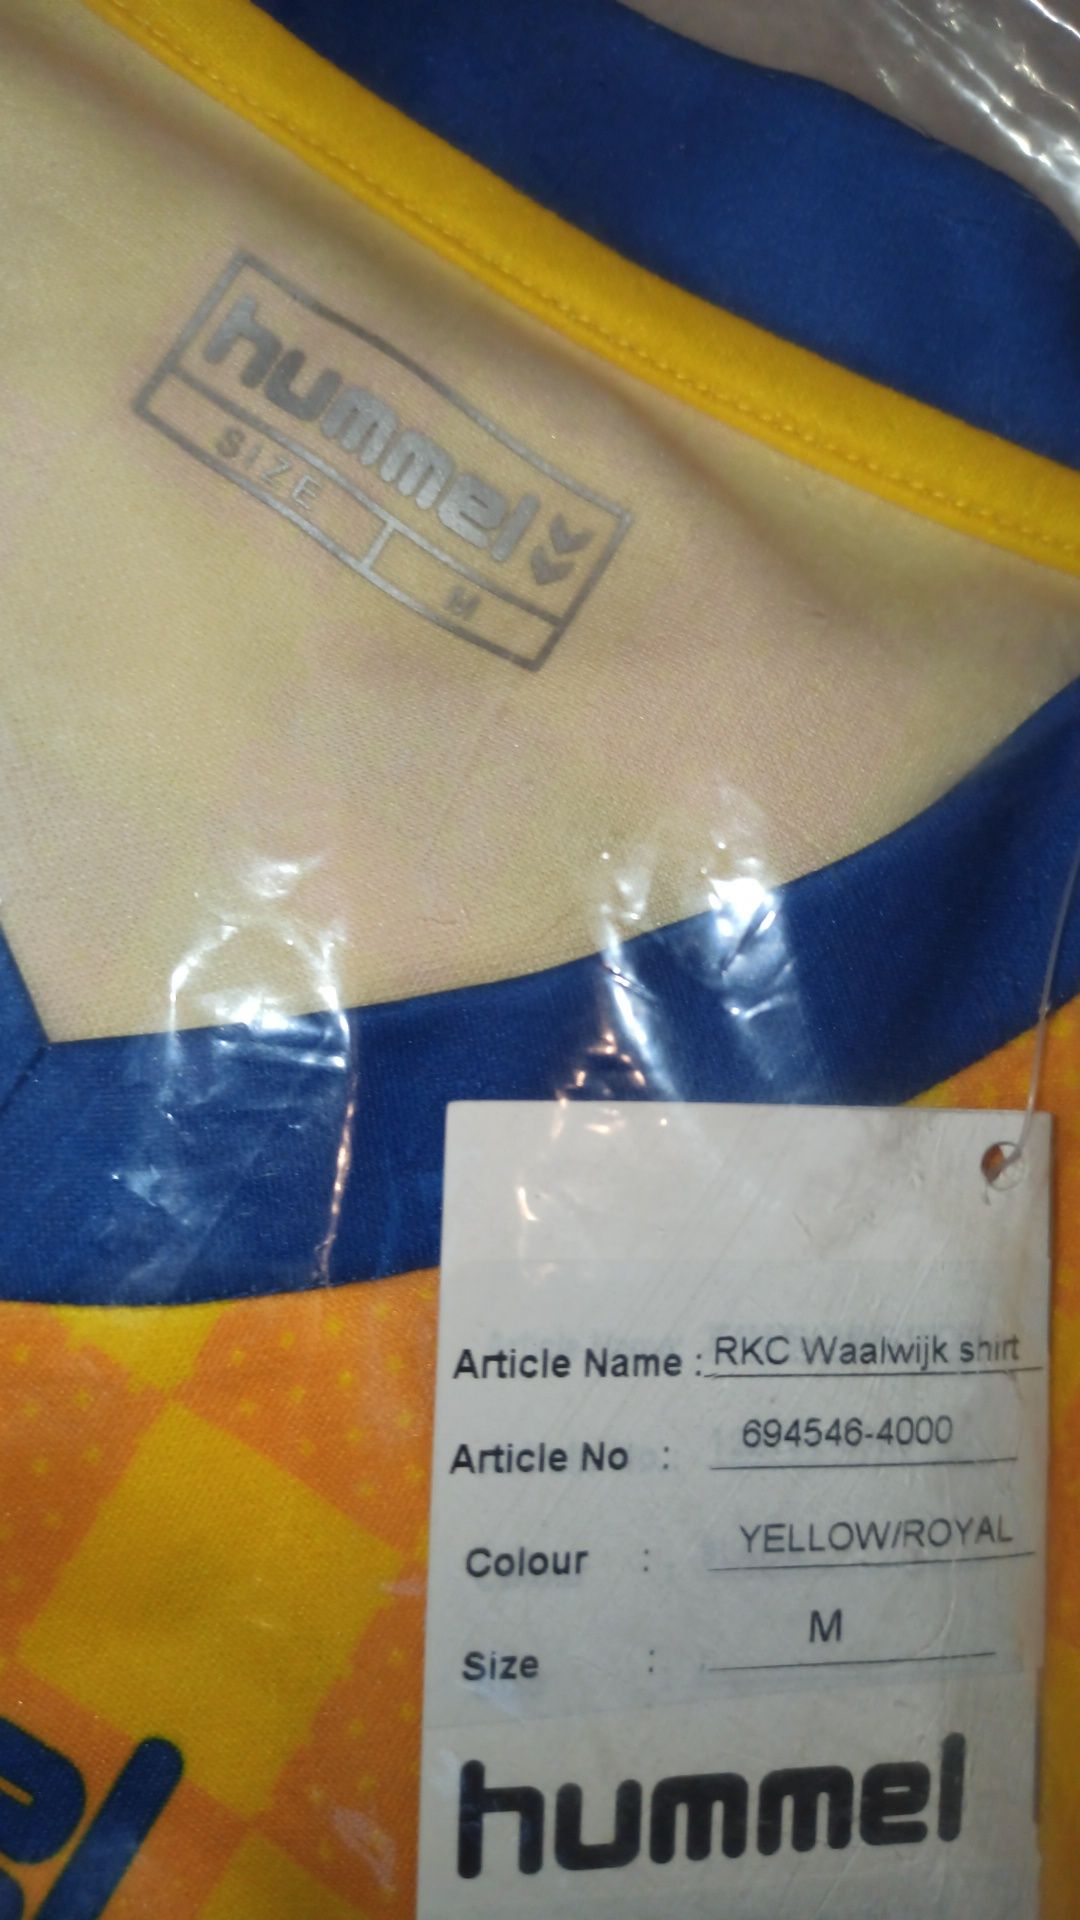 hummel
SIZE M
Article Name : RKC Waalwijk shirt
Article No : 694546-4000
Colour : YELLOW/ROYAL
Size : M
hummel